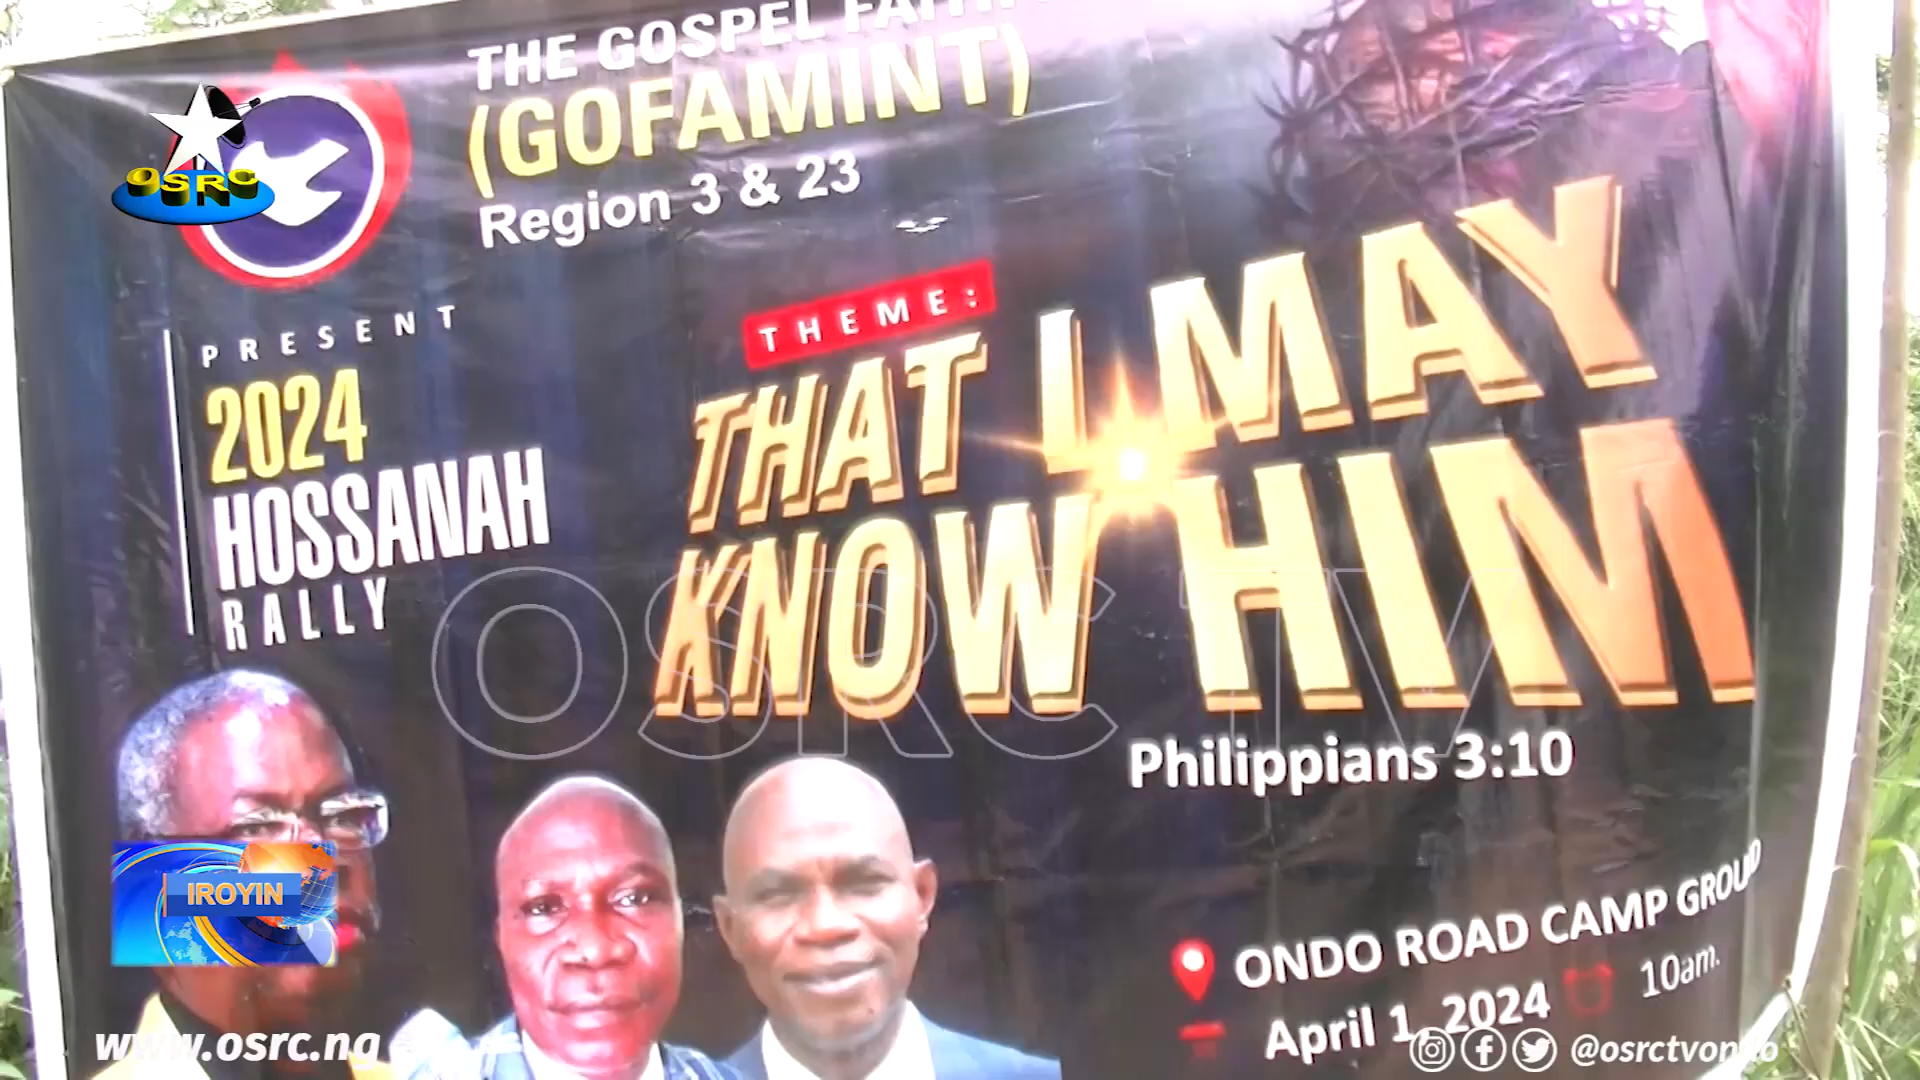 THE GOSPEL FAITH
(GOFAMINT)
Region 3 & 23
OSRC
PRESENT
2024
HOSSANAH
RALLY
THEME:
THAT I MAY
KNOW HIM
OSRC TV
Philippians 3:10
ONDO ROAD CAMP GROUND
April 1, 2024
10am.
IROYIN
www.osrc.ng
@osrctvondo